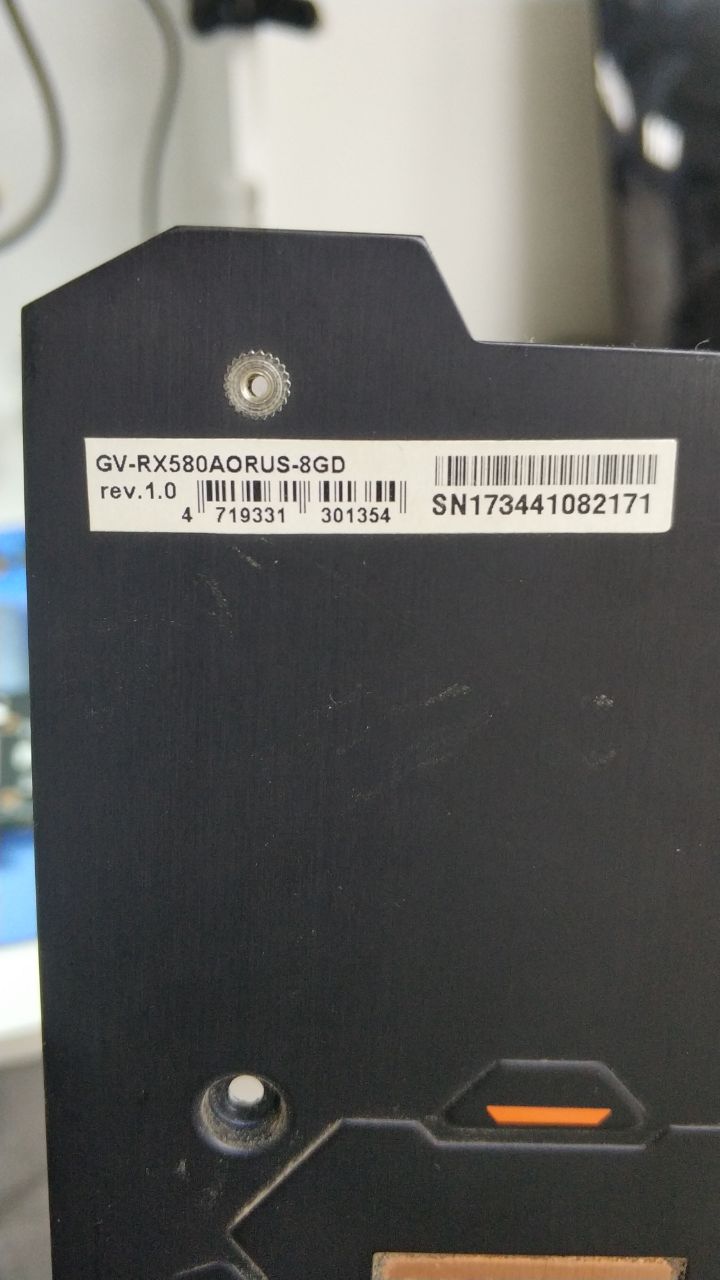 GV-RX580AORUS-8GD
rev.1.0
4 719331 301354
SN173441082171